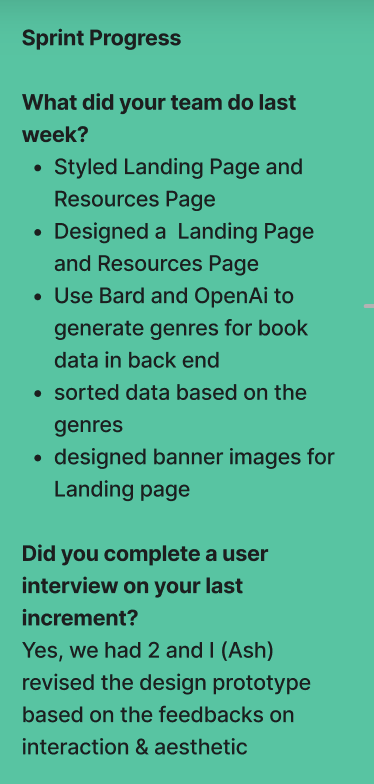 Sprint Progress
What did your team do last
week?
• Styled Landing Page and
Resources Page
• Designed a  Landing Page
and Resources Page
• Use Bard and OpenAi to
generate genres for book
data in back end
• sorted data based on the
genres
• designed banner images for
Landing page
Did you complete a user
interview on your last
increment?
Yes, we had 2 and I (Ash)
revised the design prototype
based on the feedbacks on
interaction & aesthetic